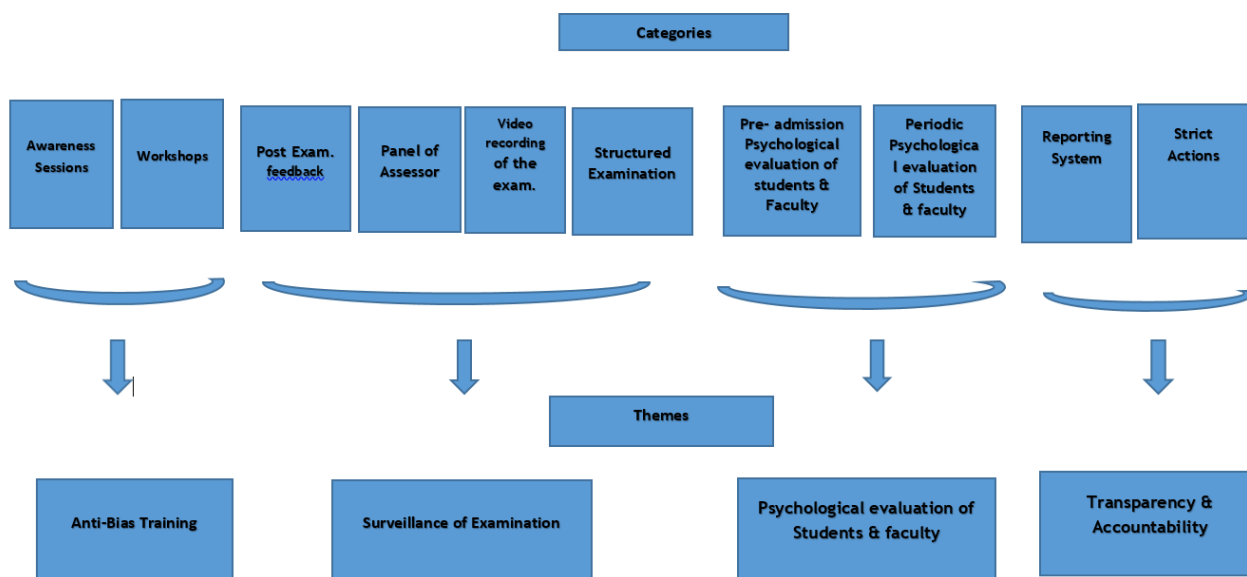 Categories
Awareness
Sessions
Workshops
Post Exam.
feedback
Panel of
Assessor
Video
recording
of the
exam.
Structured
Examination
Pre- admission
Psychological
evaluation of
students &
Faculty
Periodic
Psychologica
l evaluation
of Students
& faculty
Reporting
System
Strict
Actions
Themes
Anti-Bias Training
Surveillance of Examination
Psychological evaluation of
Students & faculty
Transparency &
Accountability